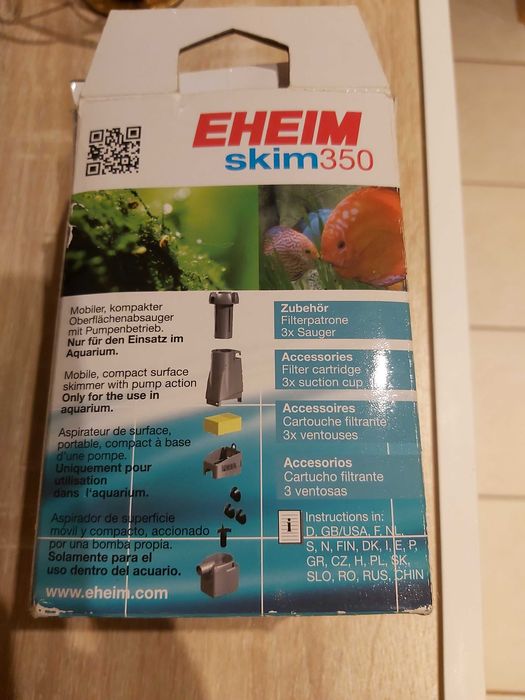 EHEIM
skim350
Mobiler, kompakter
Oberflächenabsauger
mit Pumpenbetrieb.
Nur für den Einsatz im
Aquarium.
Mobile, compact surface
skimmer with pump action
Only for the use in
aquarium.
Aspirateur de surface,
portable, compact à base
d'une pompe.
Uniquement pour
utilisation
dans l'aquarium.
Aspirador de superficie
móvil y compacto, accionado
por una bomba propia.
Solamente para el
uso dentro del acuario.
www.eheim.com
Zubehör
Filterpatrone
3x Sauger
Accessories
Filter cartridge
3x suction cup
Accessoires
Cartouche filtrante
3x ventouses
Accesorios
Cartucho filtrante
3 ventosas
i
Instructions in:
D, GB/USA, F, NL,
S, N, FIN, DK, I, E, P,
GR, CZ, H, PL, SK,
SLO, RO, RUS, CHIN